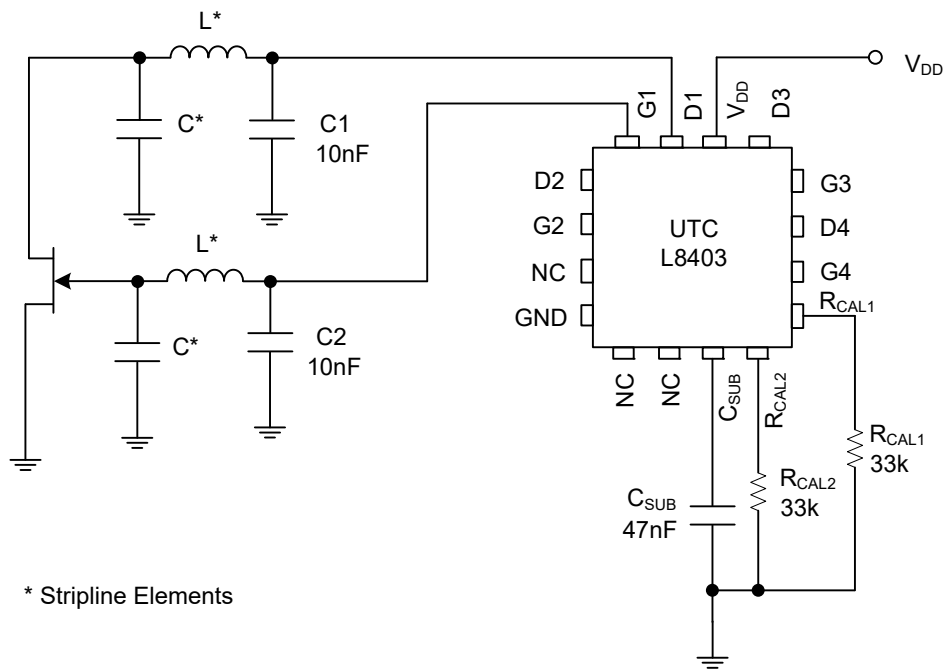 L*
C*
C1
10nF
L*
C*
C2
10nF
G1
D1
VDD
D3
VDD
D2
G2
NC
GND
UTC
L8403
G3
D4
G4
RCAL1
NC
NC
CSUB
RCAL2
RCAL1
33k
RCAL2
33k
CSUB
47nF
* Stripline Elements